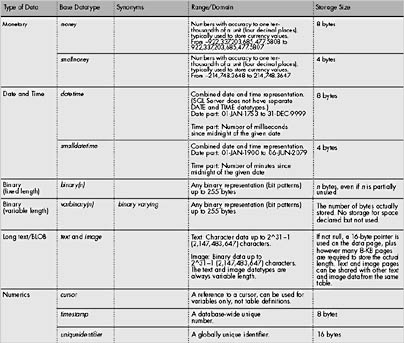 Type of Data Base Datatype Synonyms Range/Domain Storage Size
Monetary money Numbers with accuracy to one ten- 8 bytes
thousandth of a unit (four decimal places),
typically used to store currency values.
From –922,337,203,685,477.5808 to
922,337,203,685,477.5807
smallmoney Numbers with accuracy to one ten- 4 bytes
thousandth of a unit (four decimal places),
typically used to store currency values.
From –214,748.3648 to 214,748.3647
Date and Time datetime Combined date and time representation. 8 bytes
(SQL Server does not have separate
DATE and TIME datatypes.)
Date part: 01-JAN-1753 to 31-DEC-9999
Time part: Number of milliseconds
since midnight of the given date
smalldatetime Combined date and time representation. 4 bytes
Date part: 01-JAN-1900 to 06-JUN-2079
Time part: Number of minutes since
midnight of the given date
Binary binary(n) Any binary representation (bit patterns) n bytes, even if n is partially
(fixed length) up to 255 bytes unused
Binary varbinary(n) binary varying Any binary representation (bit patterns) The number of bytes actually
(variable length) up to 255 bytes stored. No storage for space
declared but not used.
Long text/BLOB text and image Text: Character data up to 2^31–1 If not null, a 16-byte pointer is
(2,147,483,647) characters. used on the data page, plus
however many 8-KB pages
Image: Binary data up to are required to store the actual
2^31–1 (2,147,483,647) characters. length. Text and image pages
The text and image datatypes are can be shared with other text
always variable length. and image data from the
same table.
Numerics cursor A reference to a cursor, can be used for
variables only, not table definitions.
timestamp A database-wide unique 8 bytes
number.
uniqueidentifier A globally unique identifier. 16 bytes